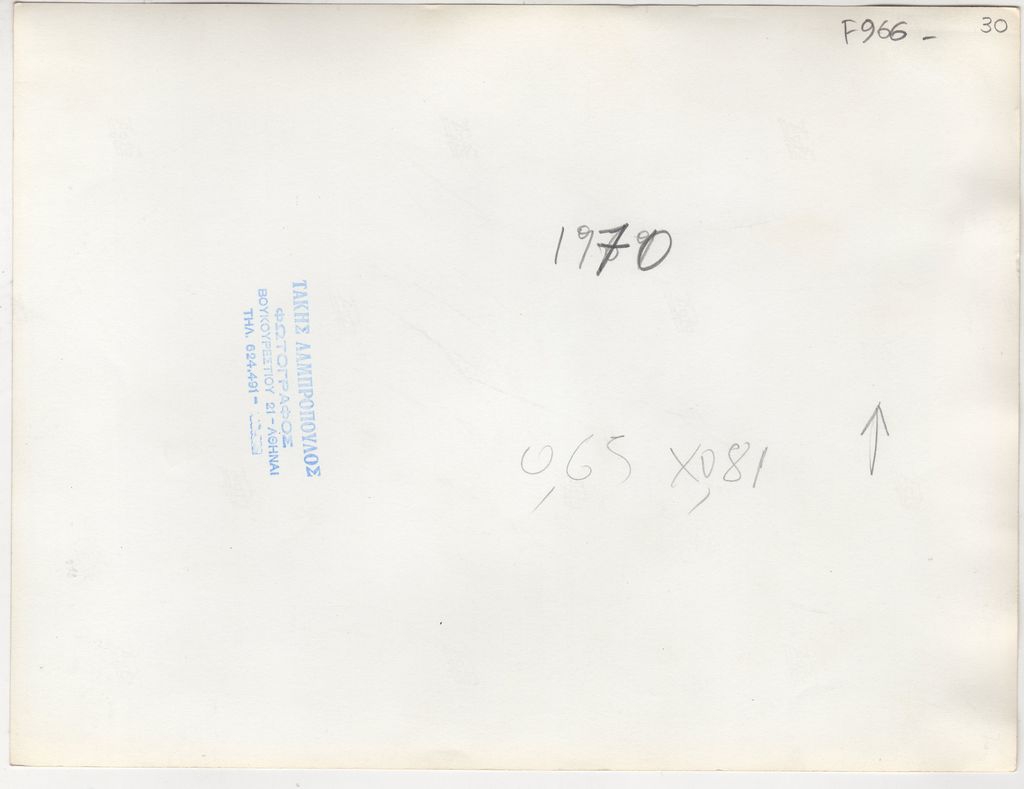 F966 - 30
1970
0,65 X0,81
ΤΑΚΗΣ ΛΑΜΠΡΟΠΟΥΛΟΣ
ΦΩΤΟΓΡΑΦΟΣ
ΒΟΥΚΟΥΡΕΣΤΙΟΥ 21 - ΑΘΗΝΑΙ
ΤΗΛ. 624.491 -